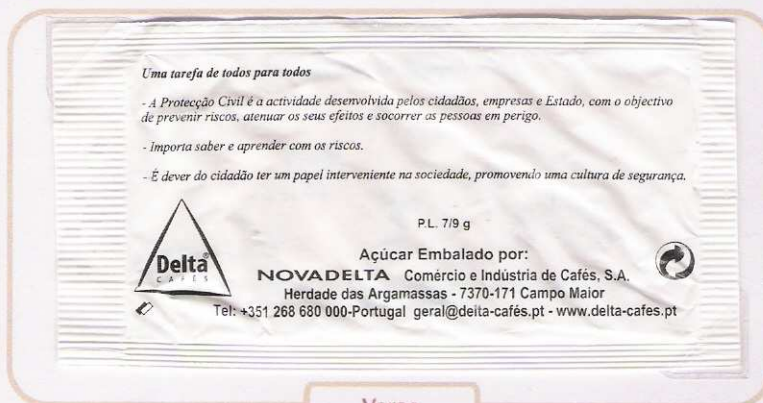 Uma tarefa de todos para todos
- A Protecção Civil é a actividade desenvolvida pelos cidadãos, empresas e Estado, com o objectivo
de prevenir riscos, atenuar os seus efeitos e socorrer as pessoas em perigo.
- Importa saber e aprender com os riscos.
- É dever do cidadão ter um papel interveniente na sociedade, promovendo uma cultura de segurança.
P.L. 7/9 g
Delta®
CAFÉS
Açúcar Embalado por:
NOVADELTA Comércio e Indústria de Cafés, S.A.
Herdade das Argamassas - 7370-171 Campo Maior
Tel: +351 268 680 000-Portugal geral@delta-cafés.pt - www.delta-cafes.pt